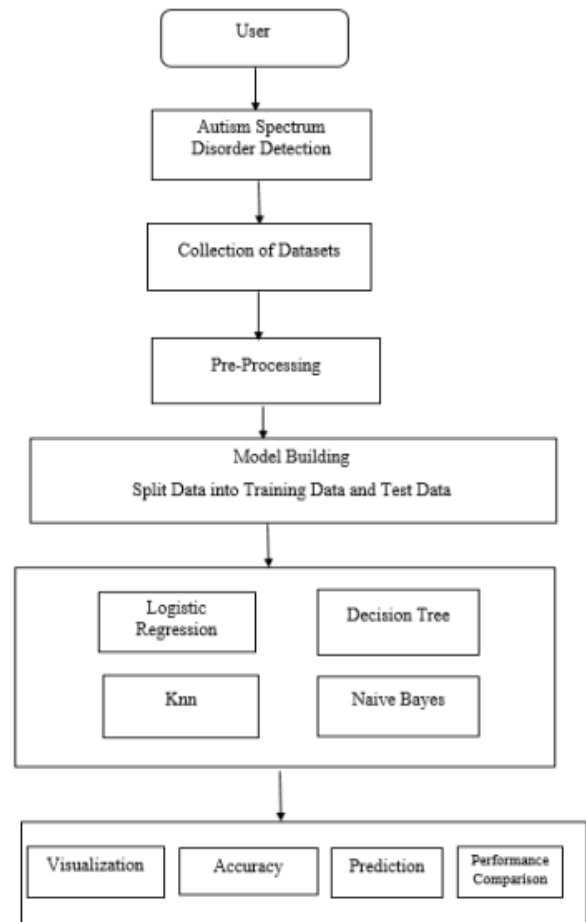 User
Autism Spectrum
Disorder Detection
Collection of Datasets
Pre-Processing
Model Building
Split Data into Training Data and Test Data
Logistic
Regression
Decision Tree
Knn
Naive Bayes
Visualization
Accuracy
Prediction
Performance
Comparison